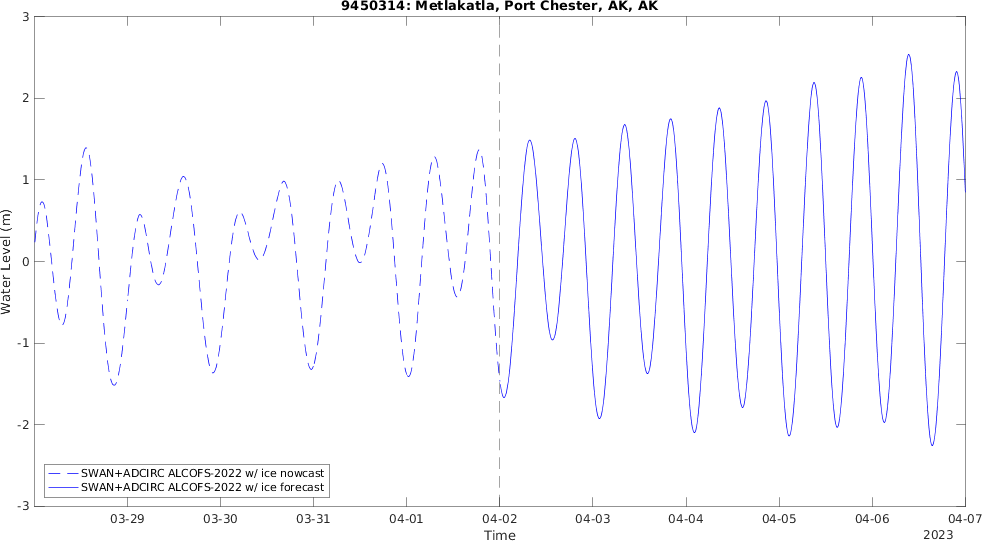 9450314: Metlakatla, Port Chester, AK, AK
3
2
1
0
-1
-2
-3
Water Level (m)
SWAN+ADCIRC ALCOFS-2022 w/ ice nowcast
SWAN+ADCIRC ALCOFS-2022 w/ ice forecast
03-29 03-30 03-31 04-01 04-02 04-03 04-04 04-05 04-06 04-07
Time
2023